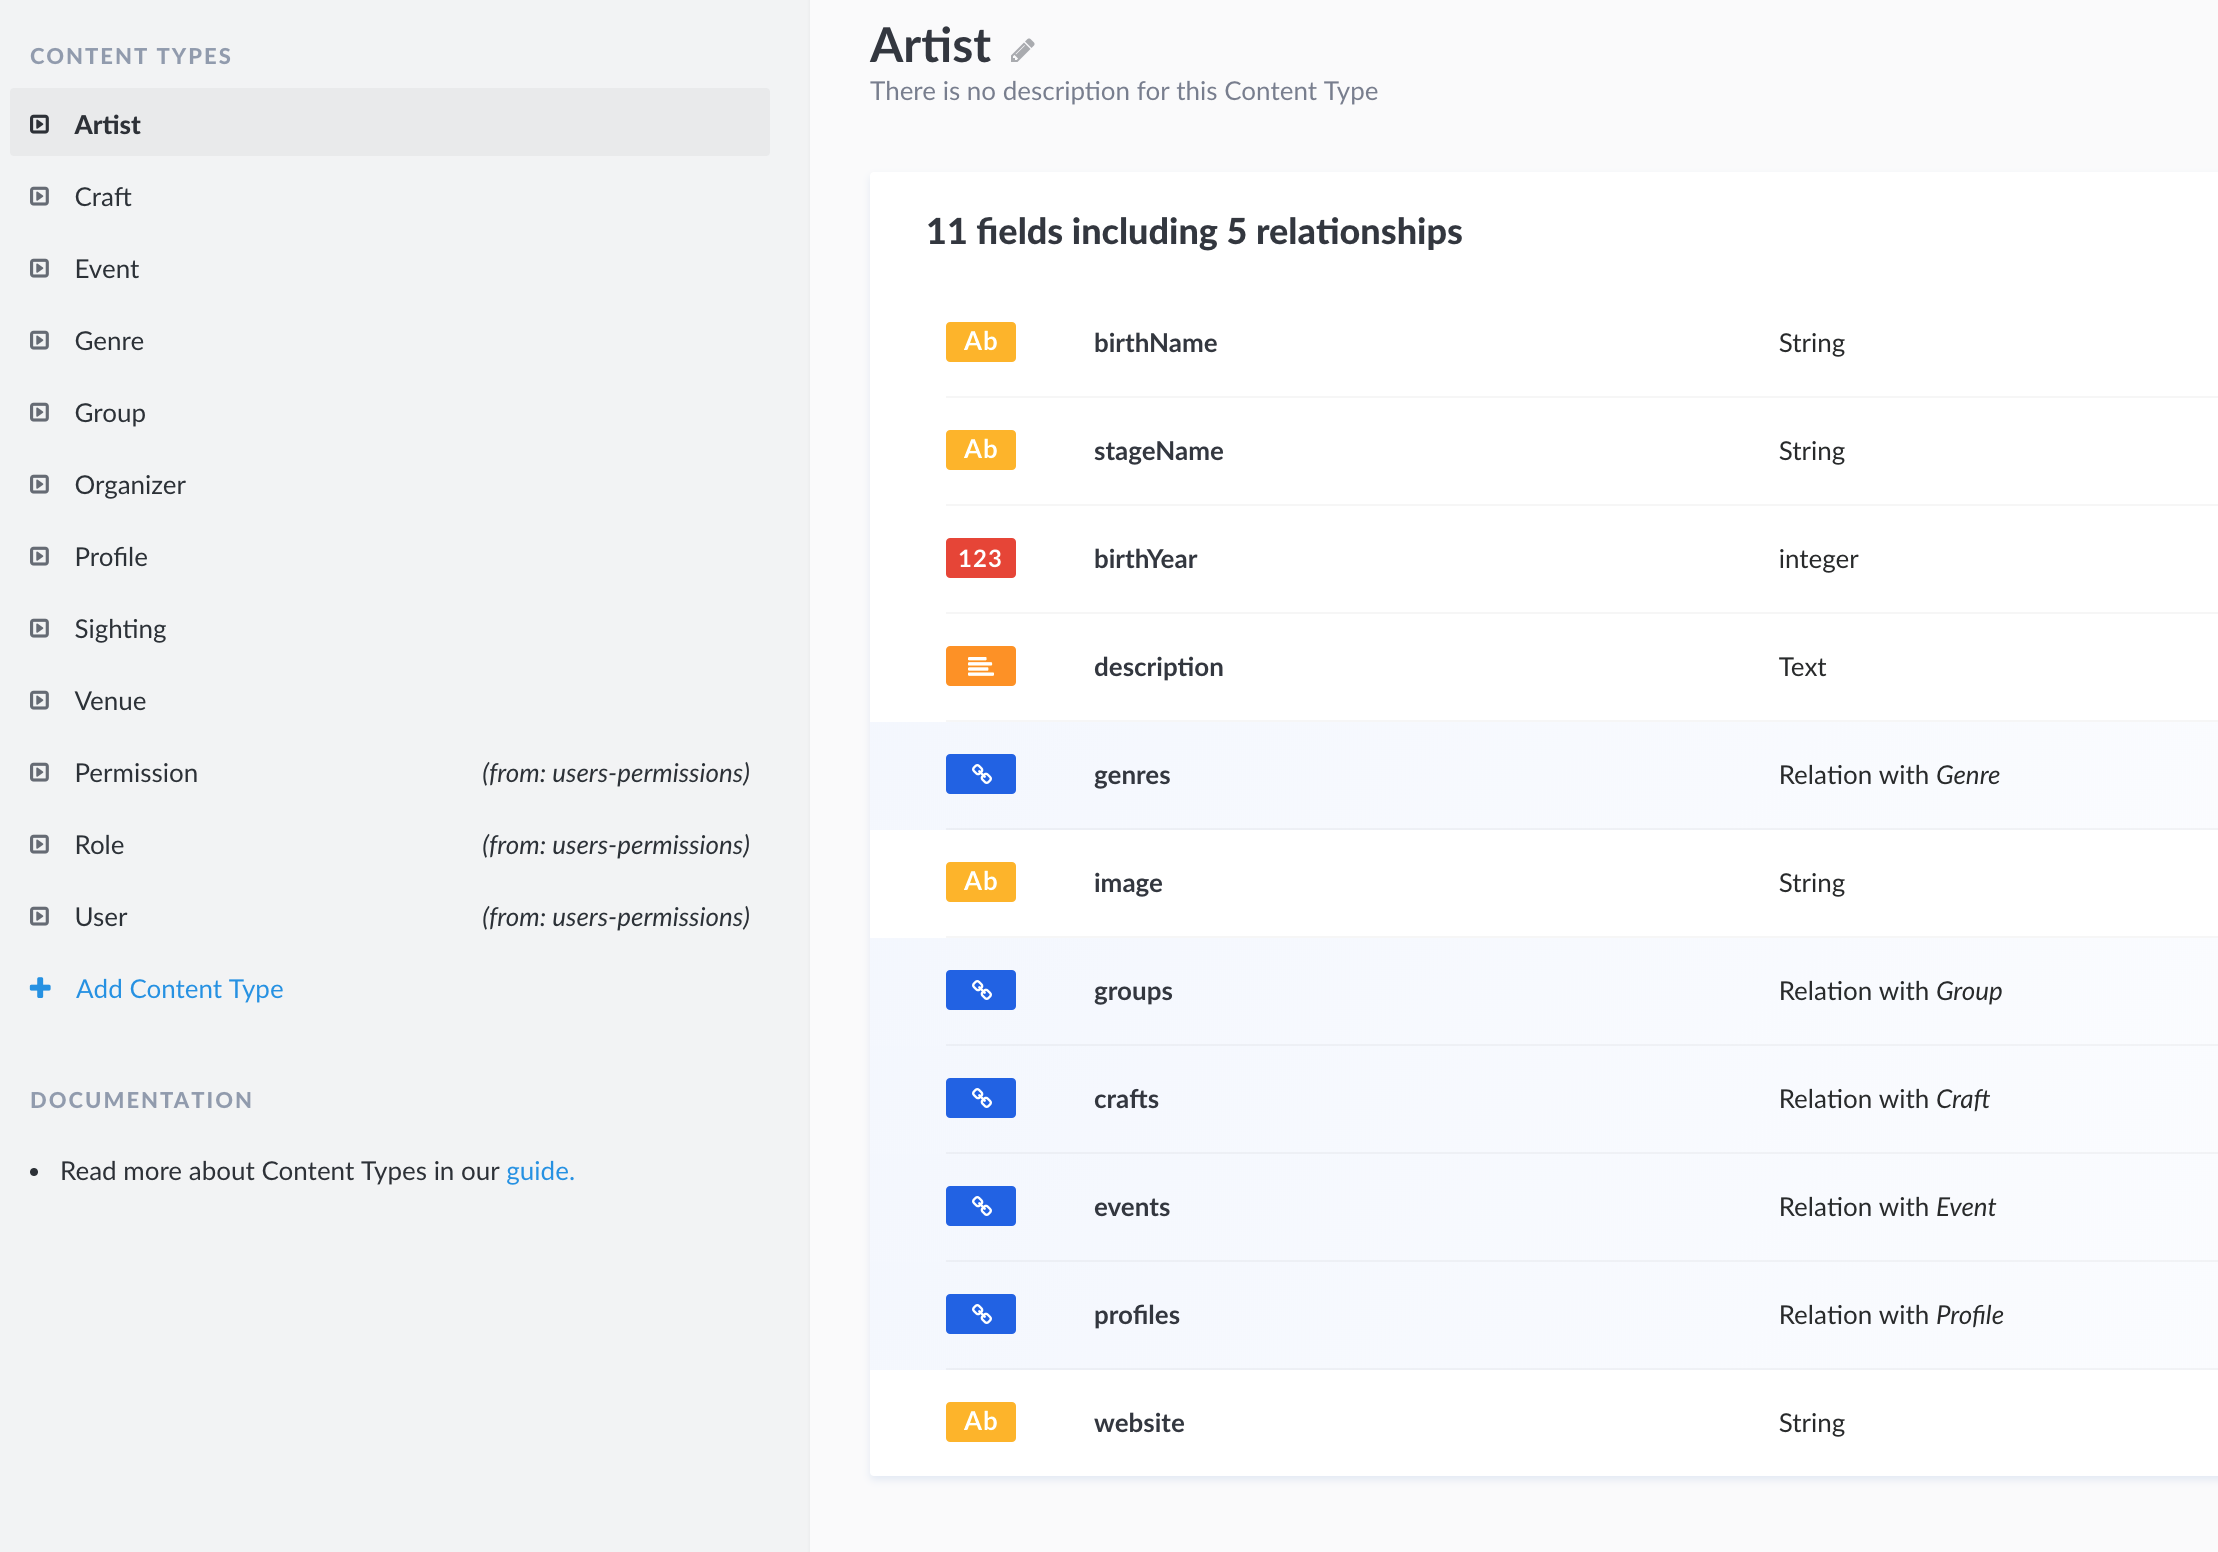 CONTENT TYPES
Artist
Craft
Event
Genre
Group
Organizer
Profile
Sighting
Venue
Permission (from: users-permissions)
Role (from: users-permissions)
User (from: users-permissions)
Add Content Type
DOCUMENTATION
• Read more about Content Types in our guide.
Artist
There is no description for this Content Type
11 fields including 5 relationships
Ab birthName String
Ab stageName String
123 birthYear integer
description Text
genres Relation with Genre
Ab image String
groups Relation with Group
crafts Relation with Craft
events Relation with Event
profiles Relation with Profile
Ab website String